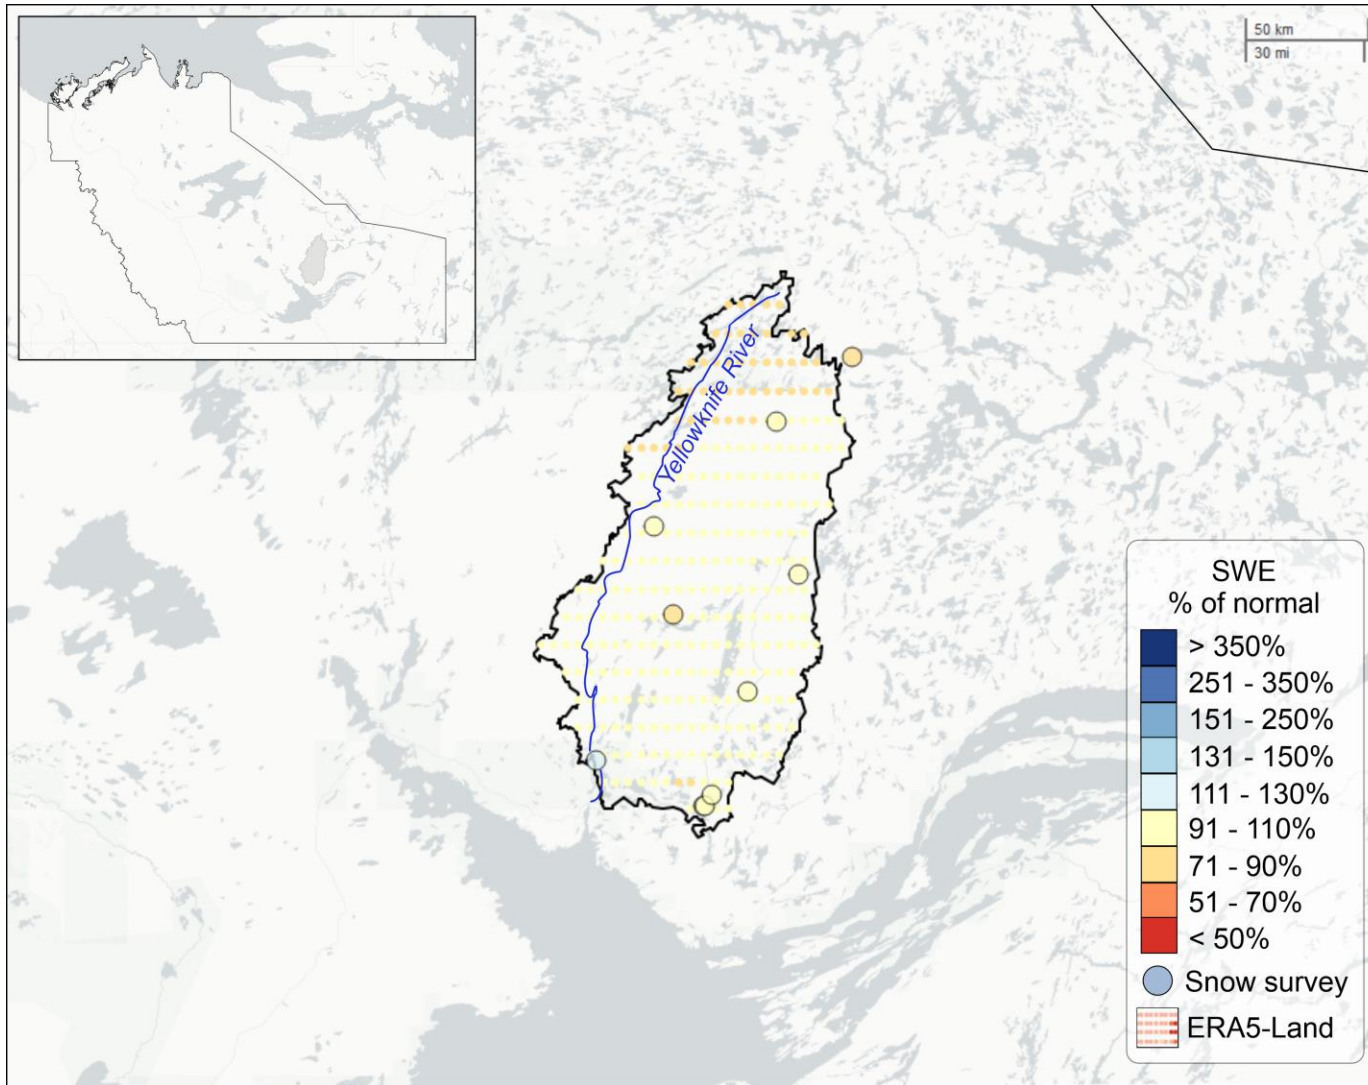 50 km
30 mi
Yellowknife River
SWE
% of normal
> 350%
251 - 350%
151 - 250%
131 - 150%
111 - 130%
91 - 110%
71 - 90%
51 - 70%
< 50%
Snow survey
ERA5-Land